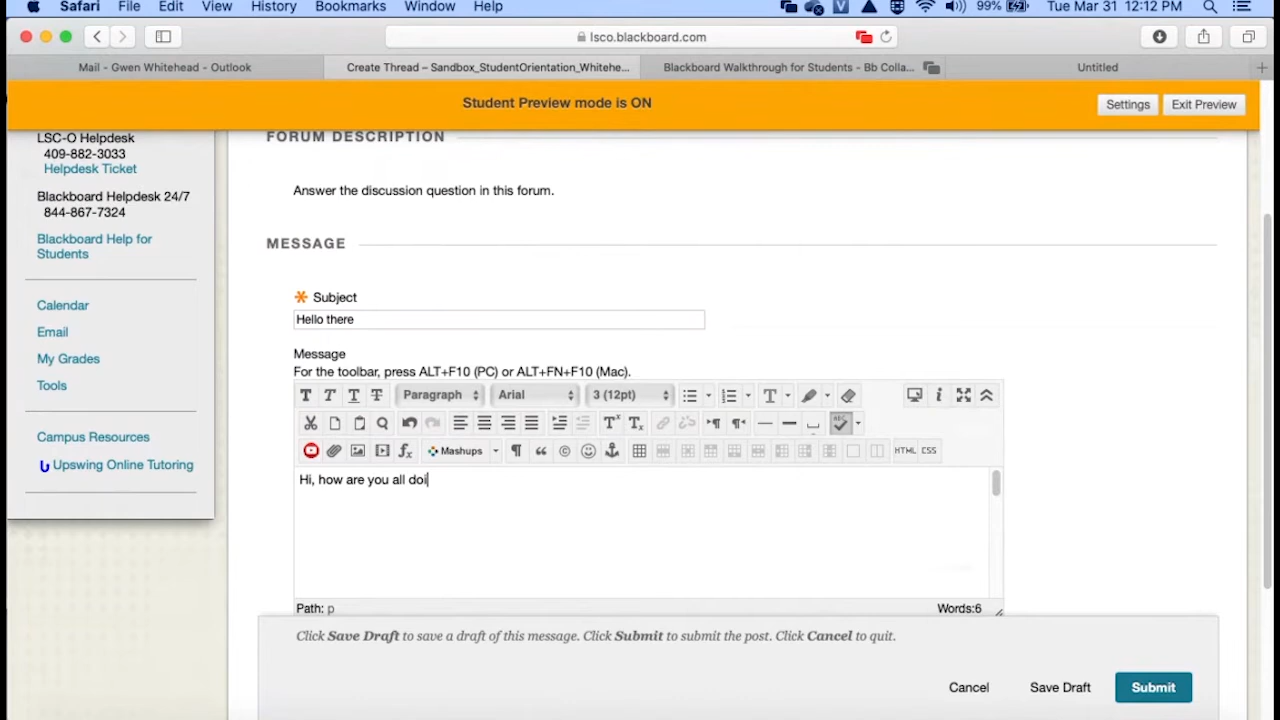 Safari File Edit View History Bookmarks Window Help 99% Tue Mar 31 12:12 PM
lsco.blackboard.com
Mail - Gwen Whitehead - Outlook Create Thread – Sandbox_StudentOrientation_Whitehe... Blackboard Walkthrough for Students - Bb Colla... Untitled
Student Preview mode is ON Settings Exit Preview
LSC-O Helpdesk
409-882-3033
Helpdesk Ticket
Blackboard Helpdesk 24/7
844-867-7324
Blackboard Help for
Students
Calendar
Email
My Grades
Tools
Campus Resources
Upswing Online Tutoring
FORUM DESCRIPTION
Answer the discussion question in this forum.
MESSAGE
Subject
Hello there
Message
For the toolbar, press ALT+F10 (PC) or ALT+FN+F10 (Mac).
T T T T Paragraph Arial 3 (12pt) T
Tx Tx ABC
Mashups HTML CSS
Hi, how are you all doi
Path: p Words:6
Click Save Draft to save a draft of this message. Click Submit to submit the post. Click Cancel to quit.
Cancel Save Draft Submit